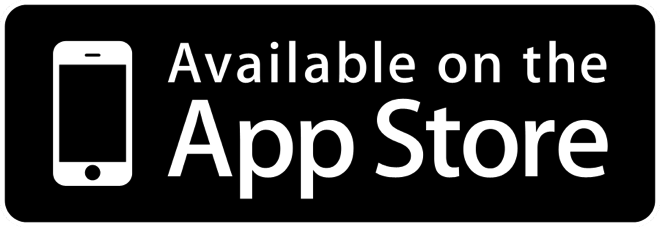 Available on the
App Store